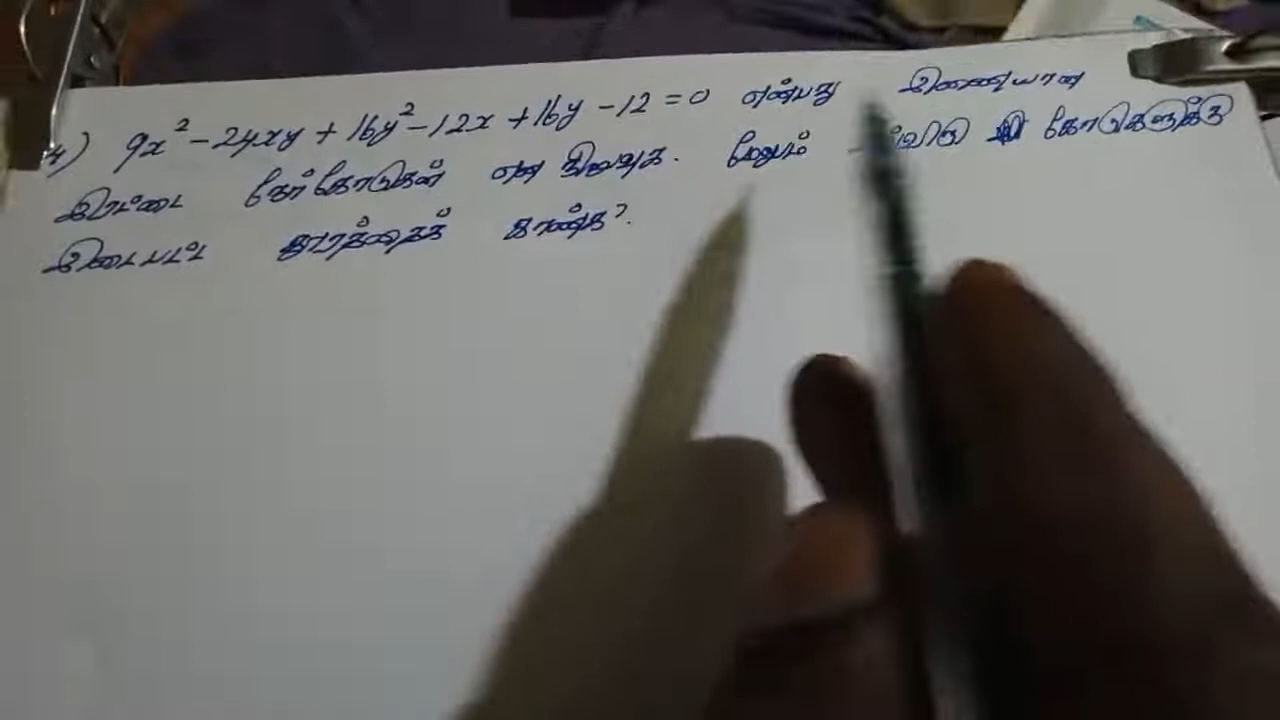 4) 9x² - 24xy + 16y² - 12x + 16y - 12 = 0 என்பது இணையான
இரட்டை நேர்கோடுகள் என நிறுவுக. மேலும் கோடுகளுக்கு
இடைபட்ட தூரத்தைக் காண்க?